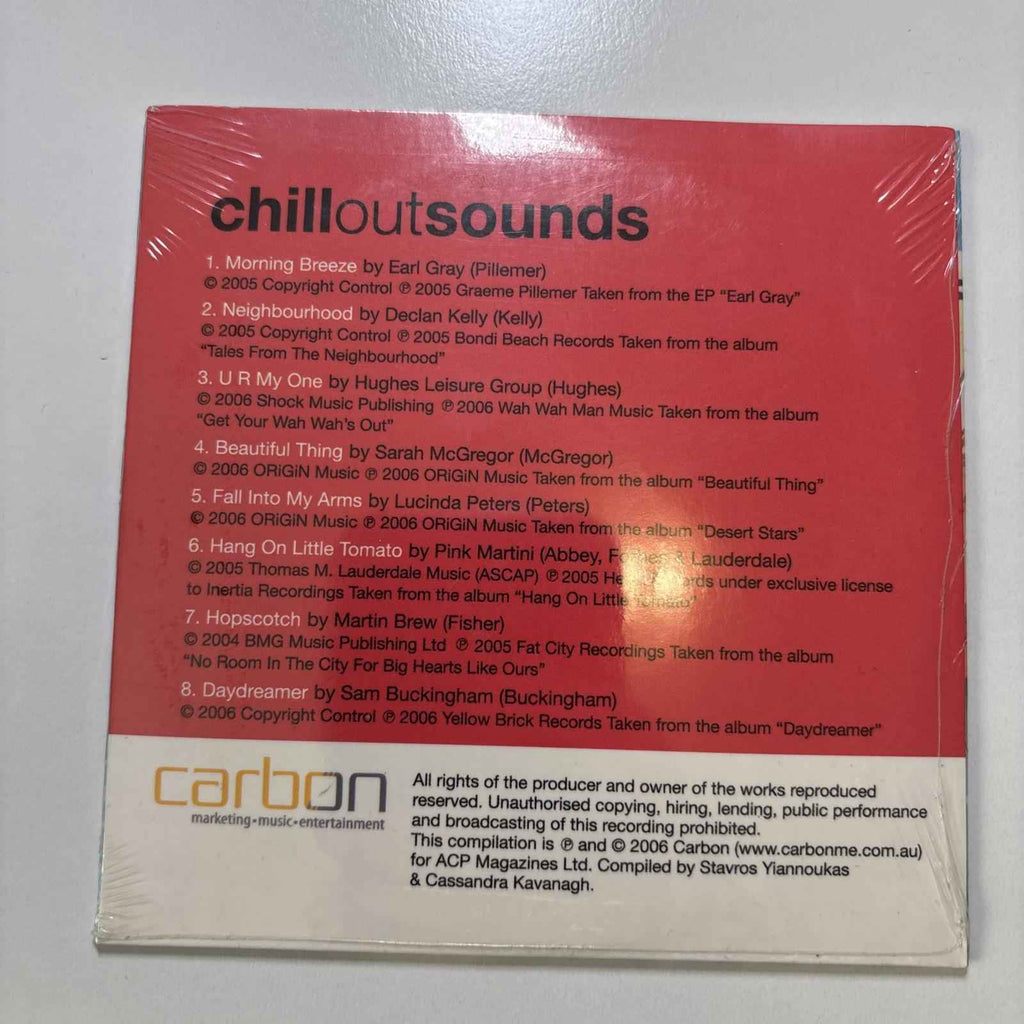 chilloutsounds
1. Morning Breeze by Earl Gray (Pillemer)
© 2005 Copyright Control ℗ 2005 Graeme Pillemer Taken from the EP “Earl Gray”
2. Neighbourhood by Declan Kelly (Kelly)
© 2005 Copyright Control ℗ 2005 Bondi Beach Records Taken from the album
“Tales From The Neighbourhood”
3. U R My One by Hughes Leisure Group (Hughes)
© 2006 Shock Music Publishing ℗ 2006 Wah Wah Man Music Taken from the album
“Get Your Wah Wah’s Out”
4. Beautiful Thing by Sarah McGregor (McGregor)
© 2006 ORiGiN Music ℗ 2006 ORiGiN Music Taken from the album “Beautiful Thing”
5. Fall Into My Arms by Lucinda Peters (Peters)
© 2006 ORiGiN Music ℗ 2006 ORiGiN Music Taken from the album “Desert Stars”
6. Hang On Little Tomato by Pink Martini (Abbey, & Lauderdale)
© 2005 Thomas M. Lauderdale Music (ASCAP) ℗ 2005 under exclusive license
to Inertia Recordings Taken from the album “Hang On Little Tomato”
7. Hopscotch by Martin Brew (Fisher)
© 2004 BMG Music Publishing Ltd ℗ 2005 Fat City Recordings Taken from the album
“No Room In The City For Big Hearts Like Ours”
8. Daydreamer by Sam Buckingham (Buckingham)
© 2006 Copyright Control ℗ 2006 Yellow Brick Records Taken from the album “Daydreamer”
carbon
marketing•music•entertainment
All rights of the producer and owner of the works reproduced
reserved. Unauthorised copying, hiring, lending, public performance
and broadcasting of this recording prohibited.
This compilation is ℗ and © 2006 Carbon (www.carbonme.com.au)
for ACP Magazines Ltd. Compiled by Stavros Yiannoukas
& Cassandra Kavanagh.